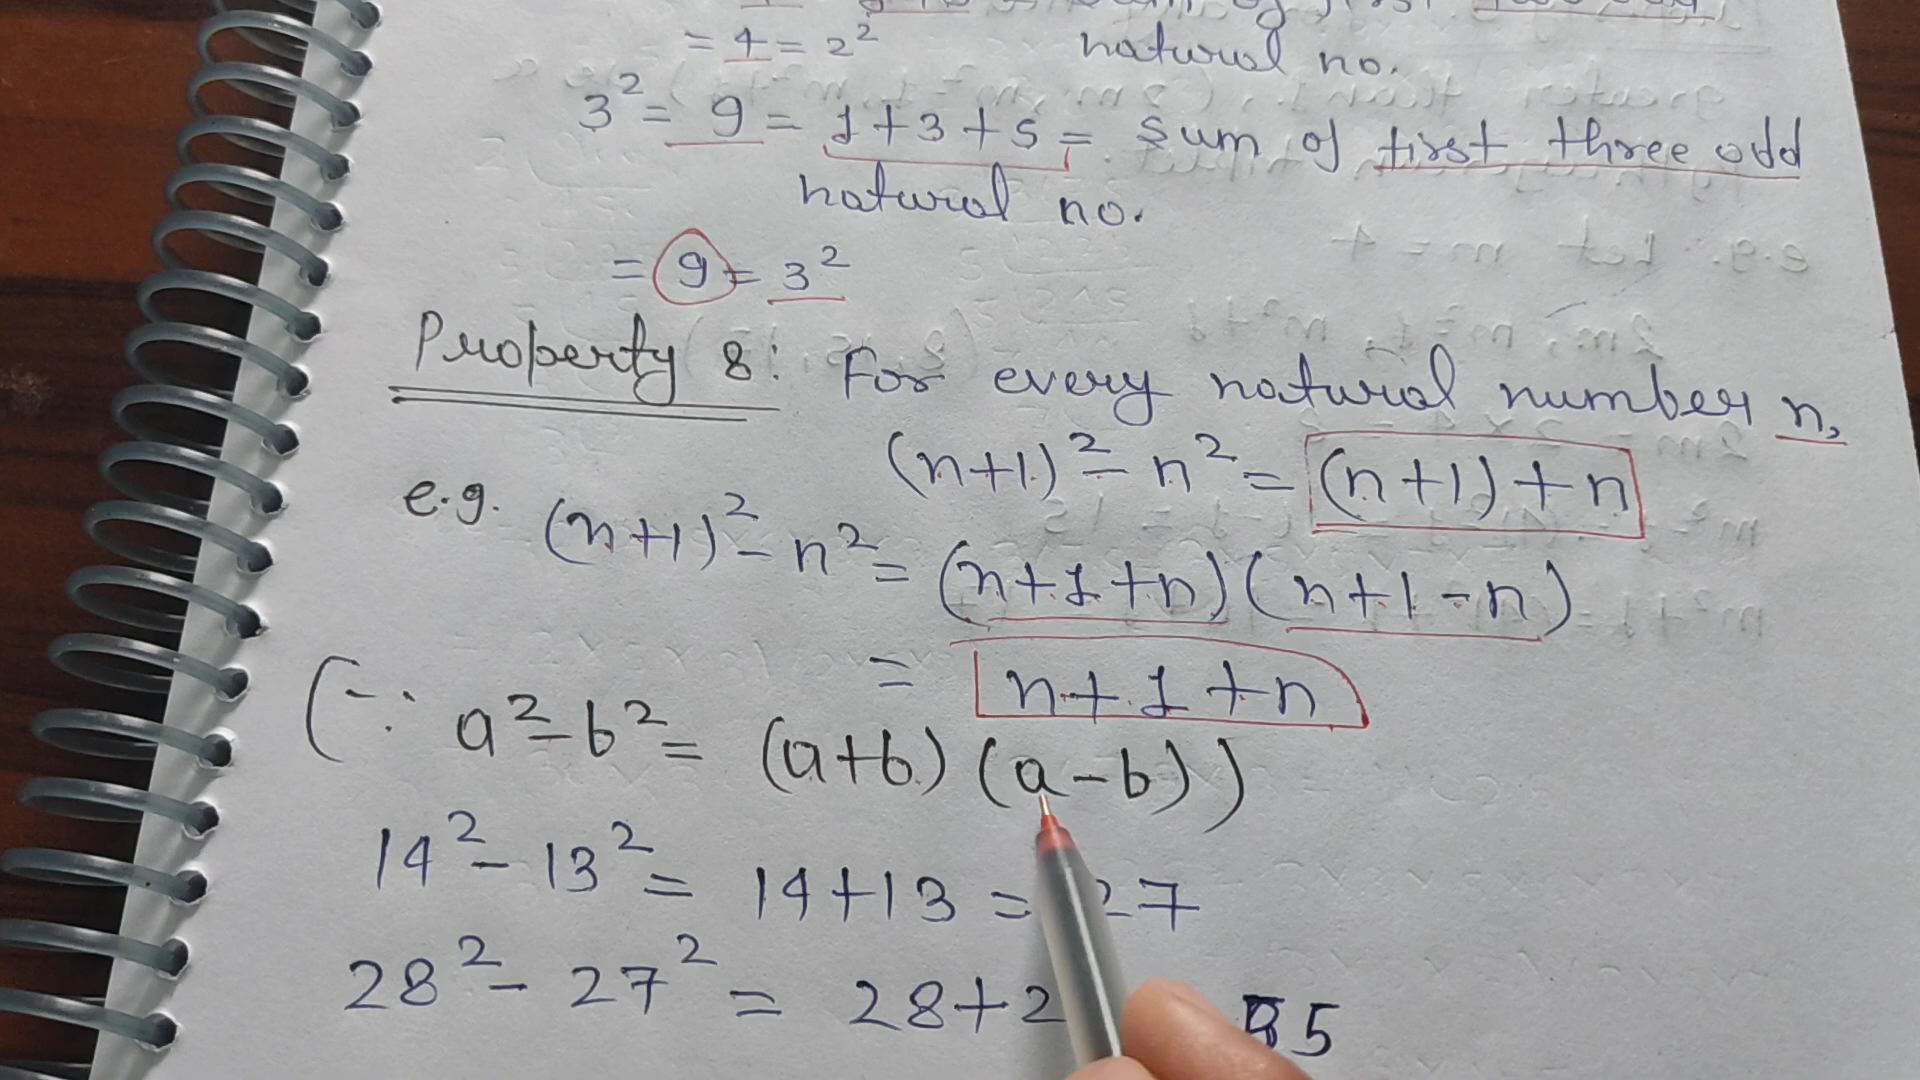 = 4 = 2² natural no.
3² = 9 = 1+3+5 = Sum of first three odd
natural no.
= 9 = 3²
Property 8: For every natural number n,
(n+1)² - n² = (n+1)+n
e.g. (n+1)² - n² = (n+1+n)(n+1-n)
= n+1+n
(∵ a²-b² = (a+b)(a-b))
14² - 13² = 14+13 = 27
28² - 27² = 28+2 55